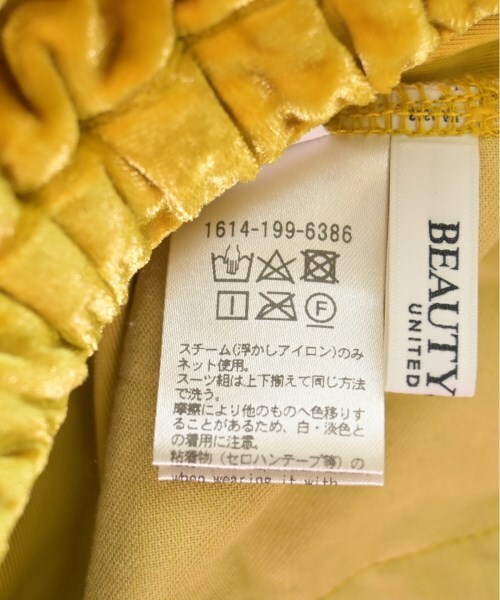 1614-199-6386
F
スチーム(浮かしアイロン)のみ
ネット使用。
スーツ組は上下揃えて同じ方法
で洗う。
摩擦により他のものへ色移りす
ることがあるため、白・淡色と
の着用に注意。
粘着物(セロハンテープ等)の
when wearing it with
BEAUTY
UNITED